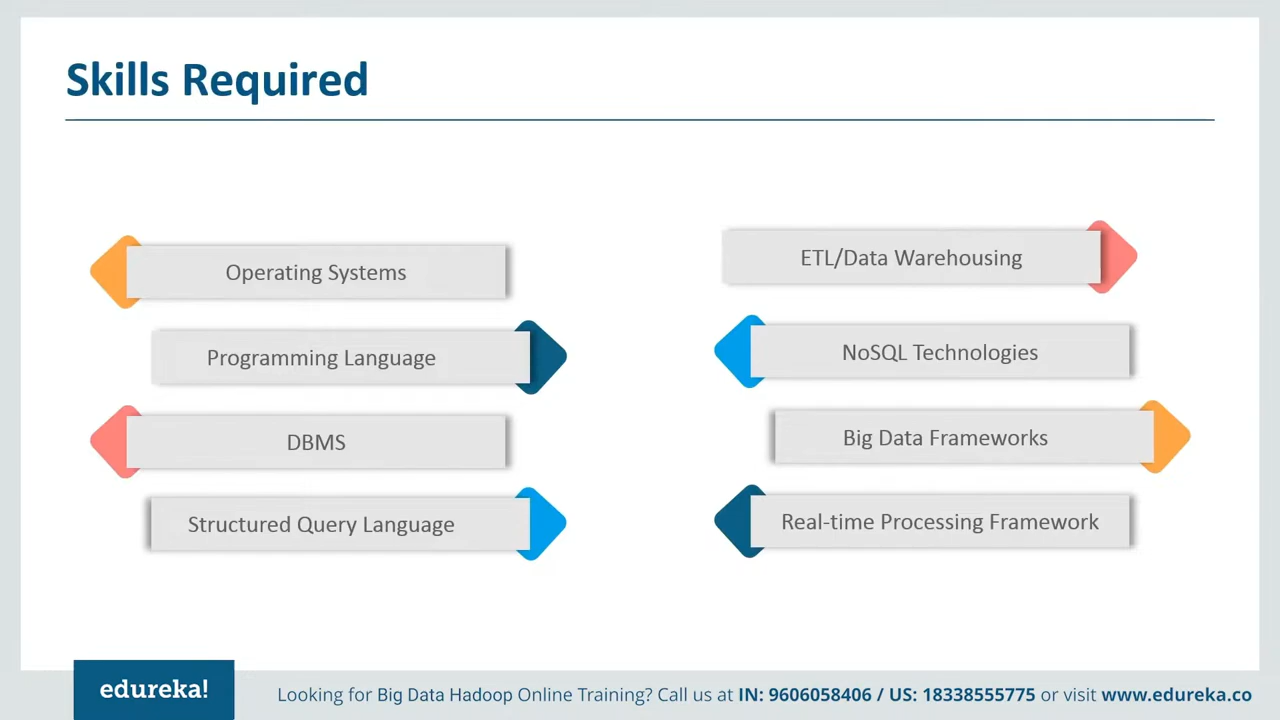 Skills Required
Operating Systems
Programming Language
DBMS
Structured Query Language
ETL/Data Warehousing
NoSQL Technologies
Big Data Frameworks
Real-time Processing Framework
edureka!
Looking for Big Data Hadoop Online Training? Call us at IN: 9606058406 / US: 18338555775 or visit www.edureka.co